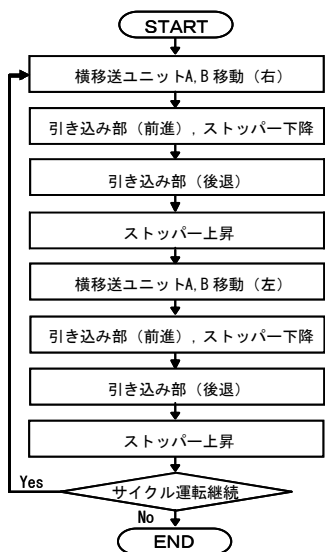 START
横移送ユニットA,B 移動（右）
引き込み部（前進）, ストッパー下降
引き込み部（後退）
ストッパー上昇
横移送ユニットA,B 移動（左）
引き込み部（前進）, ストッパー下降
引き込み部（後退）
ストッパー上昇
Yes
サイクル運転継続
No
END